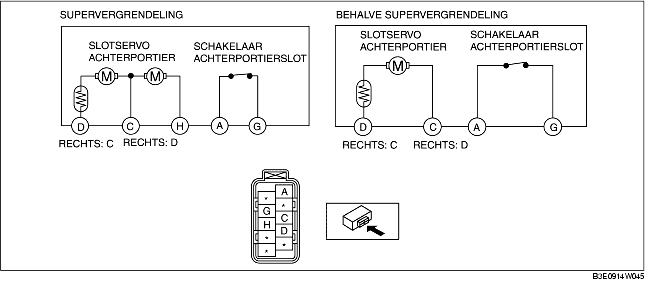 SUPERVERGRENDELING
SLOTSERVO
ACHTERPORTIER
SCHAKELAAR
ACHTERPORTIERSLOT
M
M
D
C
H
A
G
RECHTS: C
RECHTS: D
BEHALVE SUPERVERGRENDELING
SLOTSERVO
ACHTERPORTIER
SCHAKELAAR
ACHTERPORTIERSLOT
M
D
C
A
G
RECHTS: C
RECHTS: D
A
*
*
G
C
H
D
*
*
*
B3E0914W045